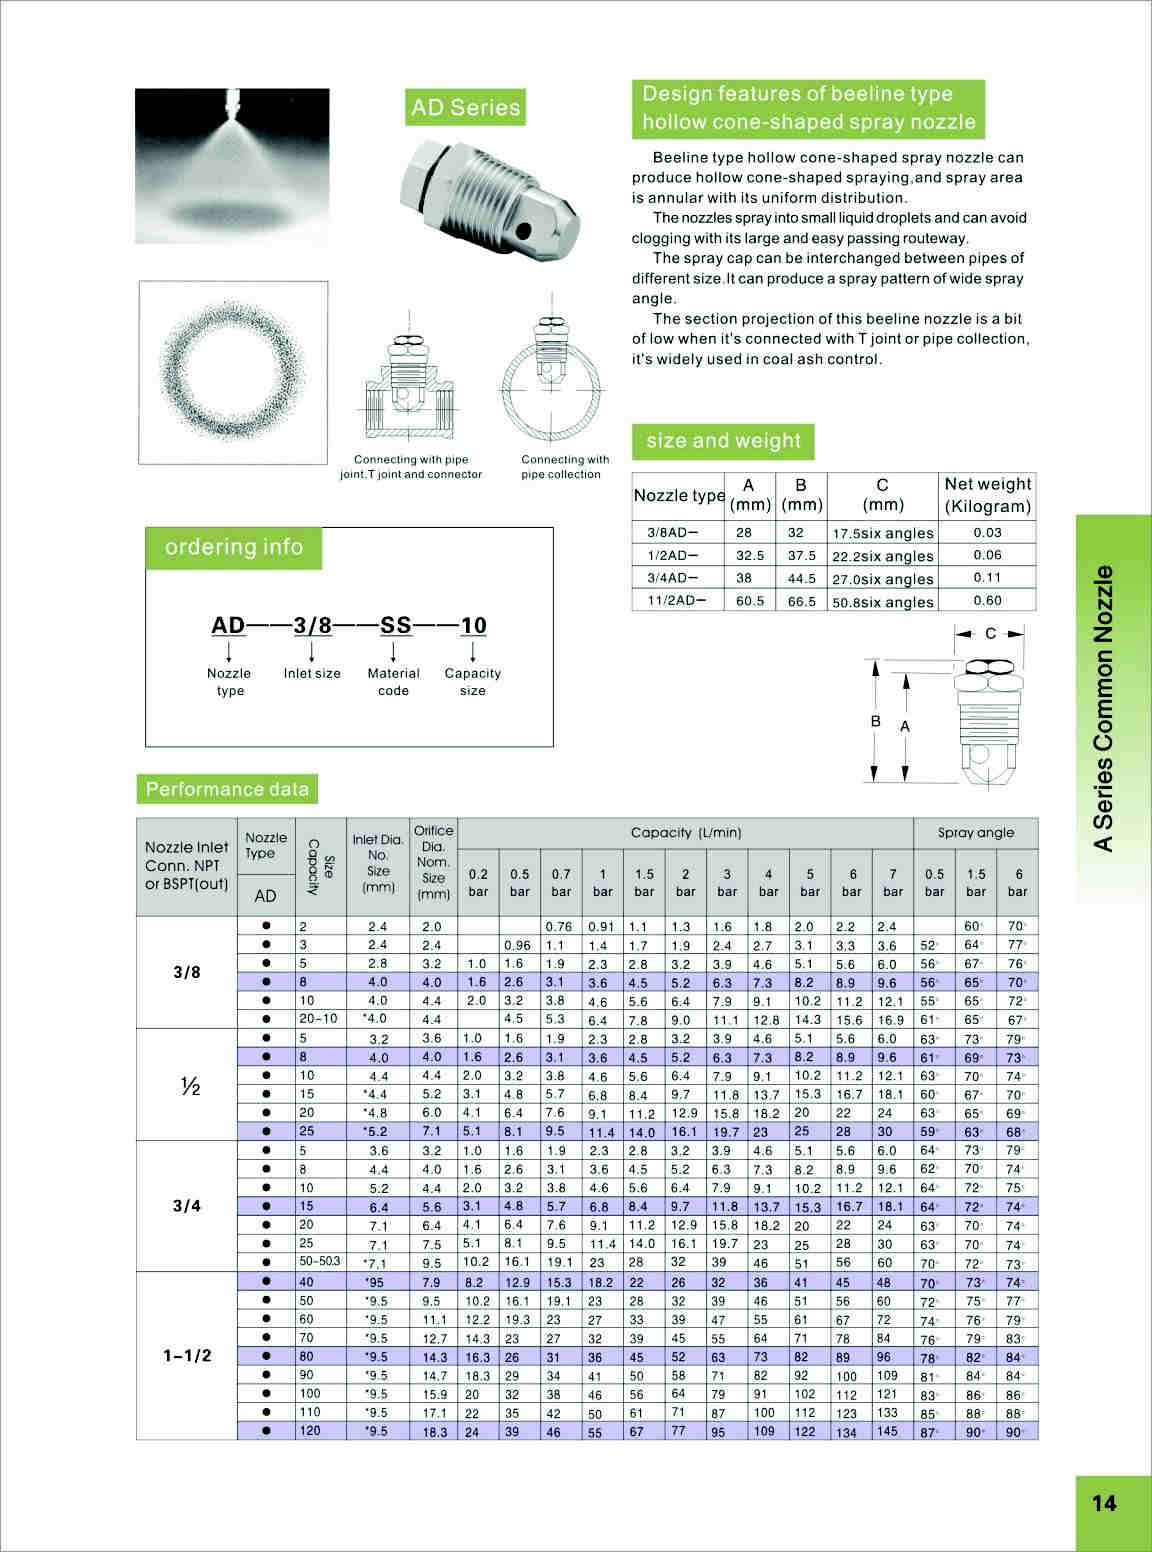 AD Series
Design features of beeline type
hollow cone-shaped spray nozzle
Beeline type hollow cone-shaped spray nozzle can
produce hollow cone-shaped spraying,and spray area
is annular with its uniform distribution.
The nozzles spray into small liquid droplets and can avoid
clogging with its large and easy passing routeway.
The spray cap can be interchanged between pipes of
different size.It can produce a spray pattern of wide spray
angle.
The section projection of this beeline nozzle is a bit
of low when it's connected with T joint or pipe collection,
it's widely used in coal ash control.
Connecting with pipe
joint,T joint and connector
Connecting with
pipe collection
size and weight
Nozzle type A (mm) B (mm) C (mm) Net weight (Kilogram)
3/8AD− 28 32 17.5six angles 0.03
1/2AD− 32.5 37.5 22.2six angles 0.06
3/4AD− 38 44.5 27.0six angles 0.11
11/2AD− 60.5 66.5 50.8six angles 0.60
C
B
A
ordering info
AD——3/8——SS——10
Nozzle type
Inlet size
Material code
Capacity size
A Series Common Nozzle
Performance data
Nozzle Inlet Conn. NPT or BSPT(out) Nozzle Type AD Capacity Size Inlet Dia. No. Size (mm) Orifice Dia. Nom. Size (mm) Capacity (L/min) Spray angle
0.2 bar 0.5 bar 0.7 bar 1 bar 1.5 bar 2 bar 3 bar 4 bar 5 bar 6 bar 7 bar 0.5 bar 1.5 bar 6 bar
3/8
● 2 2.4 2.0 0.76 0.91 1.1 1.3 1.6 1.8 2.0 2.2 2.4 60° 70°
● 3 2.4 2.4 0.96 1.1 1.4 1.7 1.9 2.4 2.7 3.1 3.3 3.6 52° 64° 77°
● 5 2.8 3.2 1.0 1.6 1.9 2.3 2.8 3.2 3.9 4.6 5.1 5.6 6.0 56° 67° 76°
● 8 4.0 4.0 1.6 2.6 3.1 3.6 4.5 5.2 6.3 7.3 8.2 8.9 9.6 56° 65° 70°
● 10 4.0 4.4 2.0 3.2 3.8 4.6 5.6 6.4 7.9 9.1 10.2 11.2 12.1 55° 65° 72°
● 20-10 *4.0 4.4 4.5 5.3 6.4 7.8 9.0 11.1 12.8 14.3 15.6 16.9 61° 65° 67°
½
● 5 3.2 3.6 1.0 1.6 1.9 2.3 2.8 3.2 3.9 4.6 5.1 5.6 6.0 63° 73° 79°
● 8 4.0 4.0 1.6 2.6 3.1 3.6 4.5 5.2 6.3 7.3 8.2 8.9 9.6 61° 69° 73°
● 10 4.4 4.4 2.0 3.2 3.8 4.6 5.6 6.4 7.9 9.1 10.2 11.2 12.1 63° 70° 74°
● 15 *4.4 5.2 3.1 4.8 5.7 6.8 8.4 9.7 11.8 13.7 15.3 16.7 18.1 60° 67° 70°
● 20 *4.8 6.0 4.1 6.4 7.6 9.1 11.2 12.9 15.8 18.2 20 22 24 63° 65° 69°
● 25 *5.2 7.1 5.1 8.1 9.5 11.4 14.0 16.1 19.7 23 25 28 30 59° 63° 68°
3/4
● 5 3.6 3.2 1.0 1.6 1.9 2.3 2.8 3.2 3.9 4.6 5.1 5.6 6.0 64° 73° 79°
● 8 4.4 4.0 1.6 2.6 3.1 3.6 4.5 5.2 6.3 7.3 8.2 8.9 9.6 62° 70° 74°
● 10 5.2 4.4 2.0 3.2 3.8 4.6 5.6 6.4 7.9 9.1 10.2 11.2 12.1 64° 72° 75°
● 15 6.4 5.6 3.1 4.8 5.7 6.8 8.4 9.7 11.8 13.7 15.3 16.7 18.1 64° 72° 74°
● 20 7.1 6.4 4.1 6.4 7.6 9.1 11.2 12.9 15.8 18.2 20 22 24 63° 70° 74°
● 25 7.1 7.5 5.1 8.1 9.5 11.4 14.0 16.1 19.7 23 25 28 30 63° 70° 74°
● 50-50.3 *7.1 9.5 10.2 16.1 19.1 23 28 32 39 46 51 56 60 70° 72° 73°
1-1/2
● 40 *95 7.9 8.2 12.9 15.3 18.2 22 26 32 36 41 45 48 70° 73° 74°
● 50 *9.5 9.5 10.2 16.1 19.1 23 28 32 39 46 51 56 60 72° 75° 77°
● 60 *9.5 11.1 12.2 19.3 23 27 33 39 47 55 61 67 72 74° 76° 79°
● 70 *9.5 12.7 14.3 23 27 32 39 45 55 64 71 78 84 76° 79° 83°
● 80 *9.5 14.3 16.3 26 31 36 45 52 63 73 82 89 96 78° 82° 84°
● 90 *9.5 14.7 18.3 29 34 41 50 58 71 82 92 100 109 81° 84° 84°
● 100 *9.5 15.9 20 32 38 46 56 64 79 91 102 112 121 83° 86° 86°
● 110 *9.5 17.1 22 35 42 50 61 71 87 100 112 123 133 85° 88° 88°
● 120 *9.5 18.3 24 39 46 55 67 77 95 109 122 134 145 87° 90° 90°
14